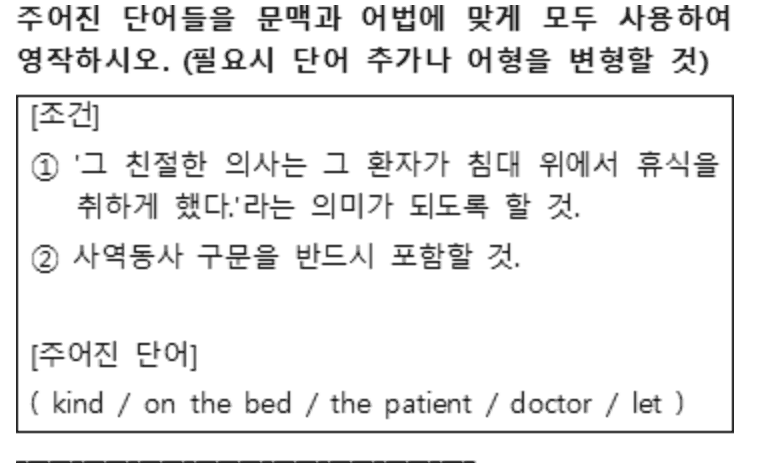 주어진 단어들을 문맥과 어법에 맞게 모두 사용하여
영작하시오. (필요시 단어 추가나 어형을 변형할 것)
[조건]
① '그 친절한 의사는 그 환자가 침대 위에서 휴식을
취하게 했다.'라는 의미가 되도록 할 것.
② 사역동사 구문을 반드시 포함할 것.
[주어진 단어]
( kind / on the bed / the patient / doctor / let )